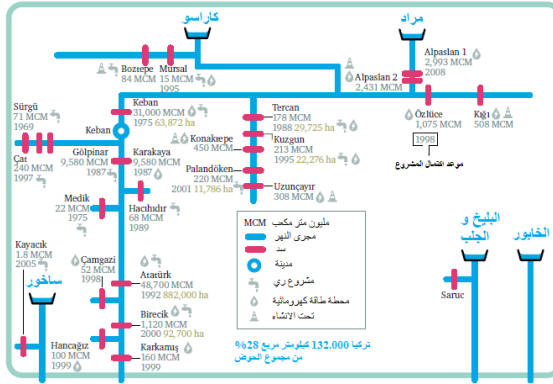 كاراسو
مراد
Boztepe
84 MCM
Mursal
15 MCM
1995
Alpaslan 1
2,993 MCM
2008
Alpaslan 2
2,431 MCM
Keban
31,000 MCM
1975 63,872 ha
Keban
Tercan
178 MCM
1988 29,725 ha
Özlüce
1,075 MCM
1998
Kığı
508 MCM
موعد اكتمال المشروع
Sürgü
71 MCM
1969
Gölpinar
9,580 MCM
1987
Karakaya
9,580 MCM
1987
Konakepe
450 MCM
Kuzgun
213 MCM
1995 22,276 ha
Çat
240 MCM
1997
Palandöken
220 MCM
2001 11,786 ha
Uzunçayır
308 MCM
Medik
22 MCM
1975
Hacıhıdır
68 MCM
1989
MCM مليون متر مكعب
مجرى النهر
سد
مدينة
مشروع ري
محطة طاقة كهرومائية
تحت الانشاء
البليخ و
الجلب
الخابور
Kayacık
1.8 MCM
2005
ساخور
Çamgazi
52 MCM
1998
Atatürk
48,700 MCM
1992 882,000 ha
Saruc
Birecik
1,120 MCM
2000 92,700 ha
Hancağız
100 MCM
1999
Karkamış
160 MCM
1999
تركيا 132.000 كيلومتر مربع 28%
من مجموع الحوض